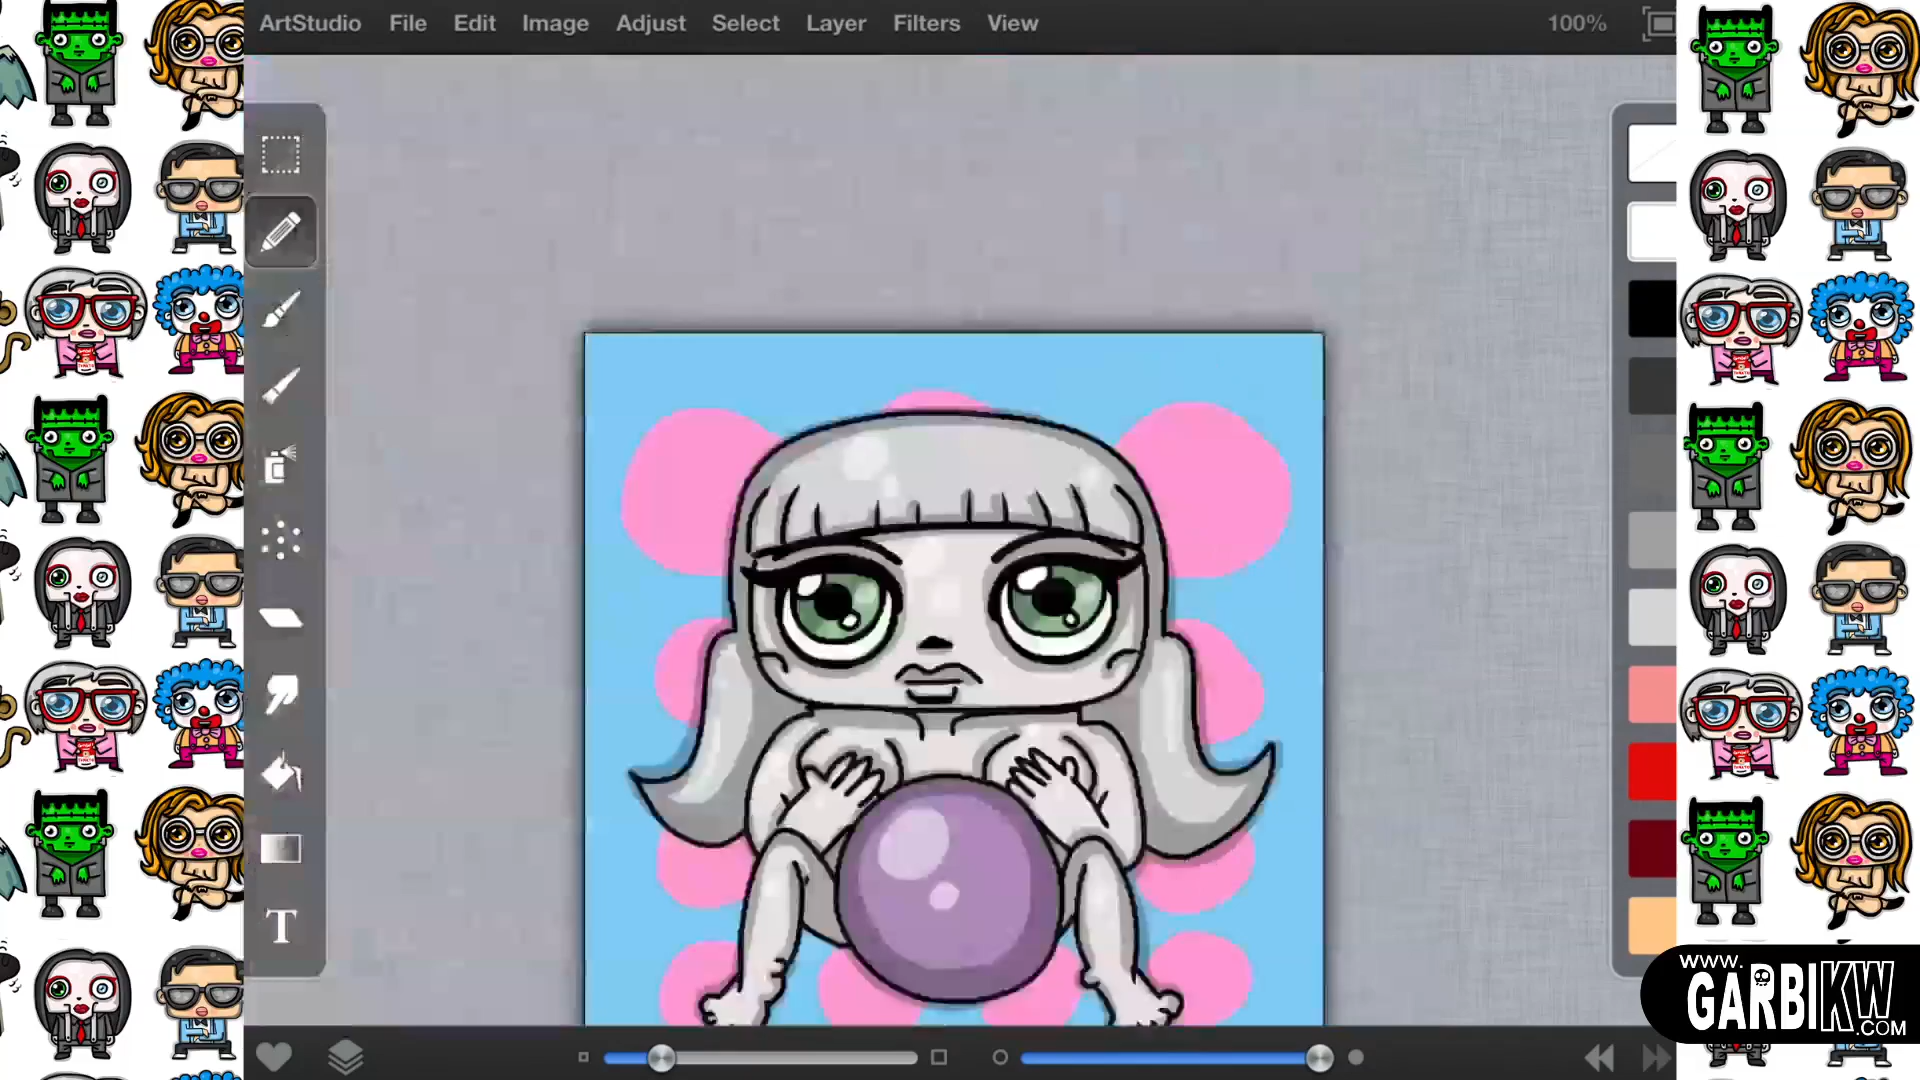 ArtStudio File Edit Image Adjust Select Layer Filters View 100%
T
www.
GARBIKW
.COM